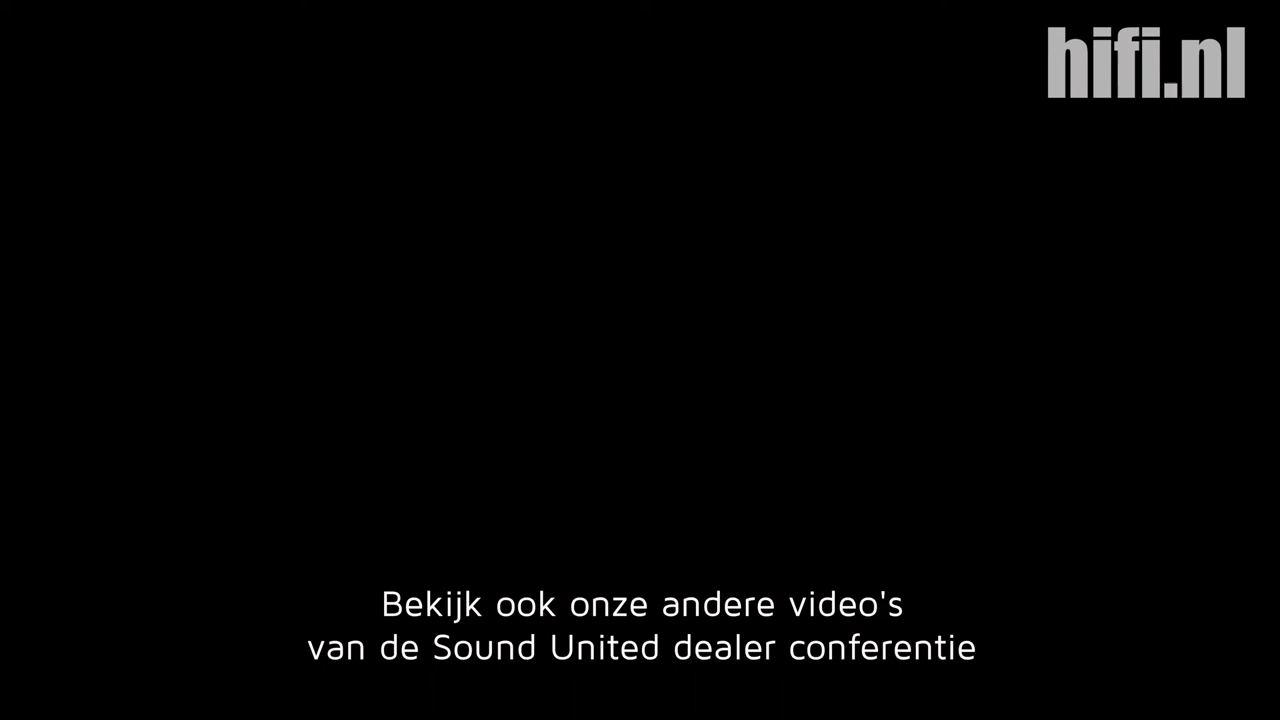 hifi.nl
Bekijk ook onze andere video's
van de Sound United dealer conferentie